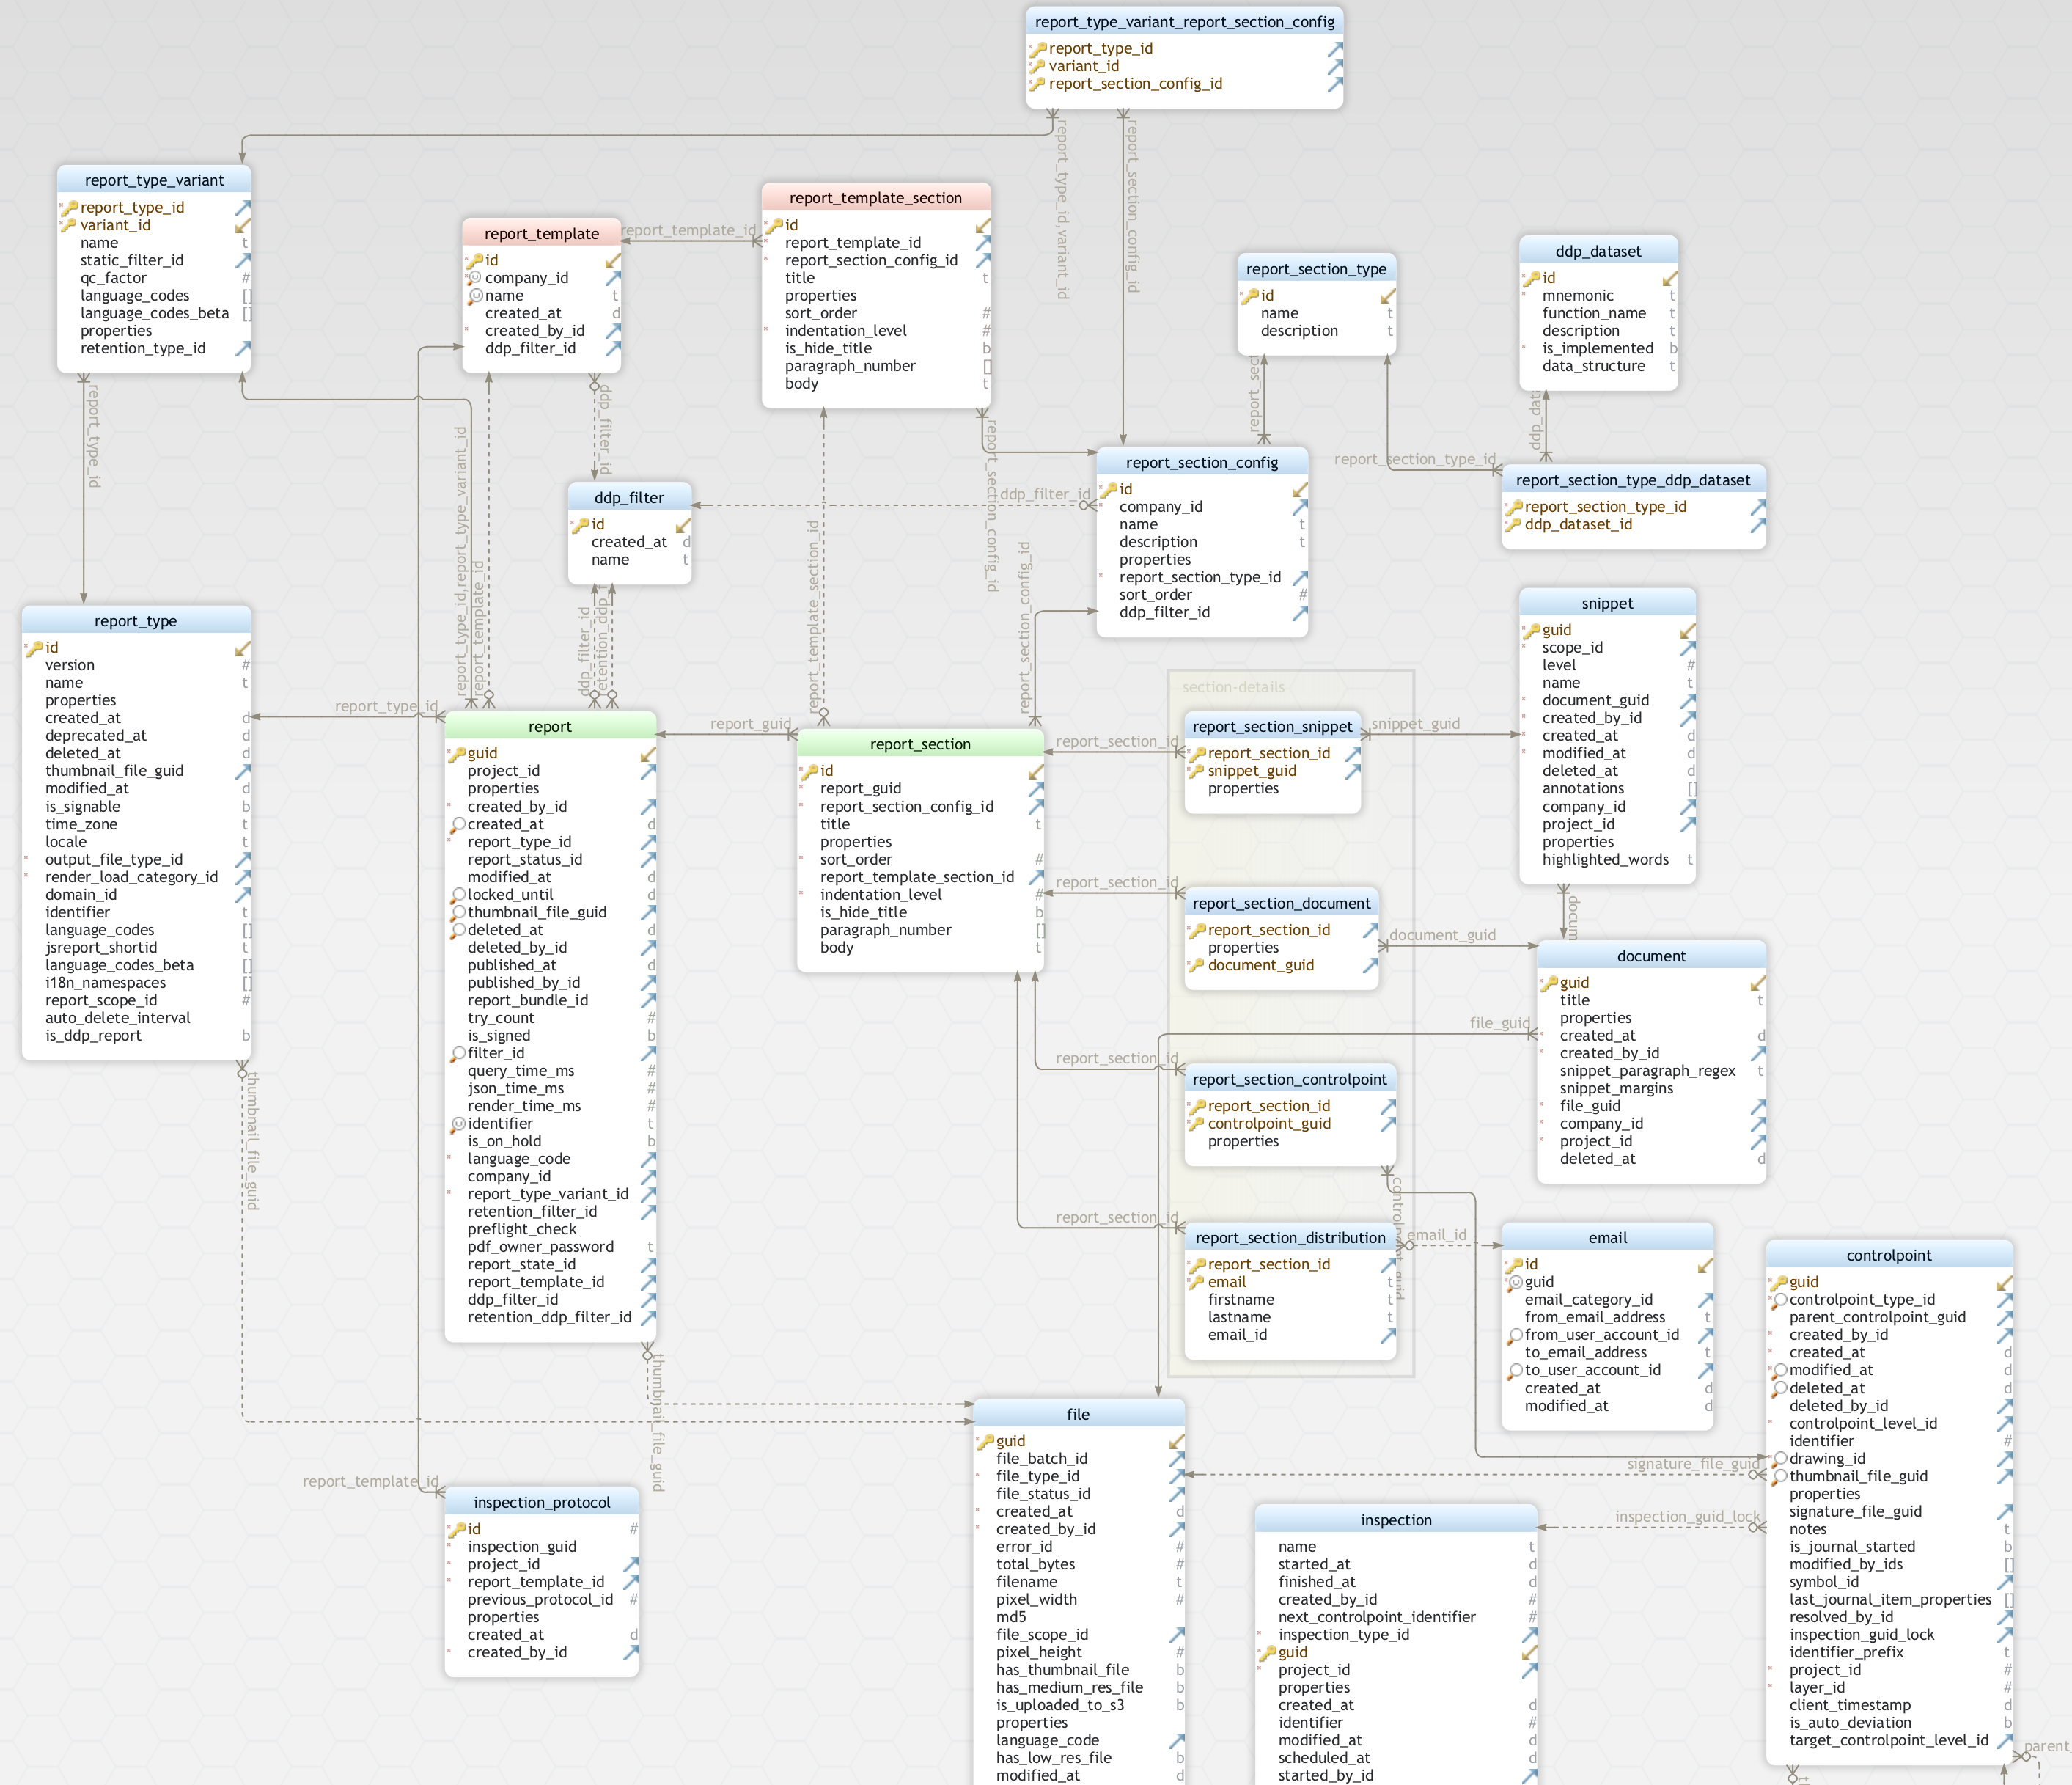 report_type_variant_report_section_config
report_type_id
variant_id
report_section_config_id
report_type_id,variant_id
report_section_config_id
report_type_variant
report_type_id
variant_id
name t
static_filter_id
qc_factor #
language_codes []
language_codes_beta []
properties
retention_type_id
report_type_id
report_template
id
company_id
name t
created_at d
created_by_id
ddp_filter_id
report_template_id
ddp_filter_id
report_template_section
id
report_template_id
report_section_config_id
title t
properties
sort_order #
indentation_level #
is_hide_title b
paragraph_number []
body t
report_section_config_id
report_section_type
id
name t
description t
report_sect
ddp_dataset
id
mnemonic t
function_name t
description t
is_implemented b
data_structure t
ddp_dat
report_section_type_id
report_section_config
id
company_id
name t
description t
properties
report_section_type_id
sort_order #
ddp_filter_id
ddp_filter_id
report_section_type_ddp_dataset
report_section_type_id
ddp_dataset_id
ddp_filter
id
created_at d
name t
report_type_id,report_type_variant_id
report_template_id
ddp_filter_id
retention_ddp_f
report_template_section_id
report_section_config_id
report_type
id
version #
name t
properties
created_at d
deprecated_at d
deleted_at d
thumbnail_file_guid
modified_at d
is_signable b
time_zone t
locale t
output_file_type_id
render_load_category_id
domain_id
identifier t
language_codes []
jsreport_shortid t
language_codes_beta []
i18n_namespaces []
report_scope_id #
auto_delete_interval
is_ddp_report b
thumbnail_file_guid
report_type_id
report
guid
project_id
properties
created_by_id
created_at d
report_type_id
report_status_id
modified_at d
locked_until d
thumbnail_file_guid
deleted_at d
deleted_by_id
published_at d
published_by_id
report_bundle_id
try_count #
is_signed b
filter_id
query_time_ms #
json_time_ms #
render_time_ms #
identifier t
is_on_hold b
language_code
company_id
report_type_variant_id
retention_filter_id
preflight_check
pdf_owner_password t
report_state_id
report_template_id
ddp_filter_id
retention_ddp_filter_id
thumbnail_file_guid
report_guid
report_section
id
report_guid
report_section_config_id
title t
properties
sort_order #
report_template_section_id
indentation_level #
is_hide_title b
paragraph_number []
body t
section-details
report_section_id
report_section_snippet
report_section_id
snippet_guid
properties
snippet_guid
report_section_id
report_section_document
report_section_id
properties
document_guid
document_guid
report_section_id
report_section_controlpoint
report_section_id
controlpoint_guid
properties
controlpoint_guid
report_section_id
report_section_distribution
report_section_id
email t
firstname t
lastname t
email_id
email_id
snippet
guid
scope_id
level #
name t
document_guid
created_by_id
created_at d
modified_at d
deleted_at d
annotations []
company_id
project_id
properties
highlighted_words t
docum
document
guid
title t
properties
created_at d
created_by_id
snippet_paragraph_regex t
snippet_margins
file_guid
company_id
project_id
deleted_at d
file_guid
email
id
guid
email_category_id
from_email_address t
from_user_account_id
to_email_address t
to_user_account_id
created_at d
modified_at d
controlpoint
guid
controlpoint_type_id
parent_controlpoint_guid
created_by_id
created_at d
modified_at d
deleted_at d
deleted_by_id
controlpoint_level_id
identifier #
drawing_id
thumbnail_file_guid
properties
signature_file_guid
notes t
is_journal_started b
modified_by_ids []
symbol_id
last_journal_item_properties []
resolved_by_id
inspection_guid_lock
identifier_prefix t
project_id #
layer_id #
client_timestamp d
is_auto_deviation b
target_controlpoint_level_id
parent_
signature_file_guid
inspection_guid_lock
report_template_id
inspection_protocol
id #
inspection_guid
project_id
report_template_id
previous_protocol_id #
properties
created_at d
created_by_id
file
guid
file_batch_id
file_type_id
file_status_id
created_at d
created_by_id
error_id #
total_bytes #
filename t
pixel_width #
md5
file_scope_id
pixel_height #
has_thumbnail_file b
has_medium_res_file b
is_uploaded_to_s3 b
properties
language_code
has_low_res_file b
modified_at d
inspection
name t
started_at d
finished_at d
created_by_id #
next_controlpoint_identifier #
inspection_type_id
guid
project_id
properties
created_at d
identifier #
modified_at d
scheduled_at d
started_by_id